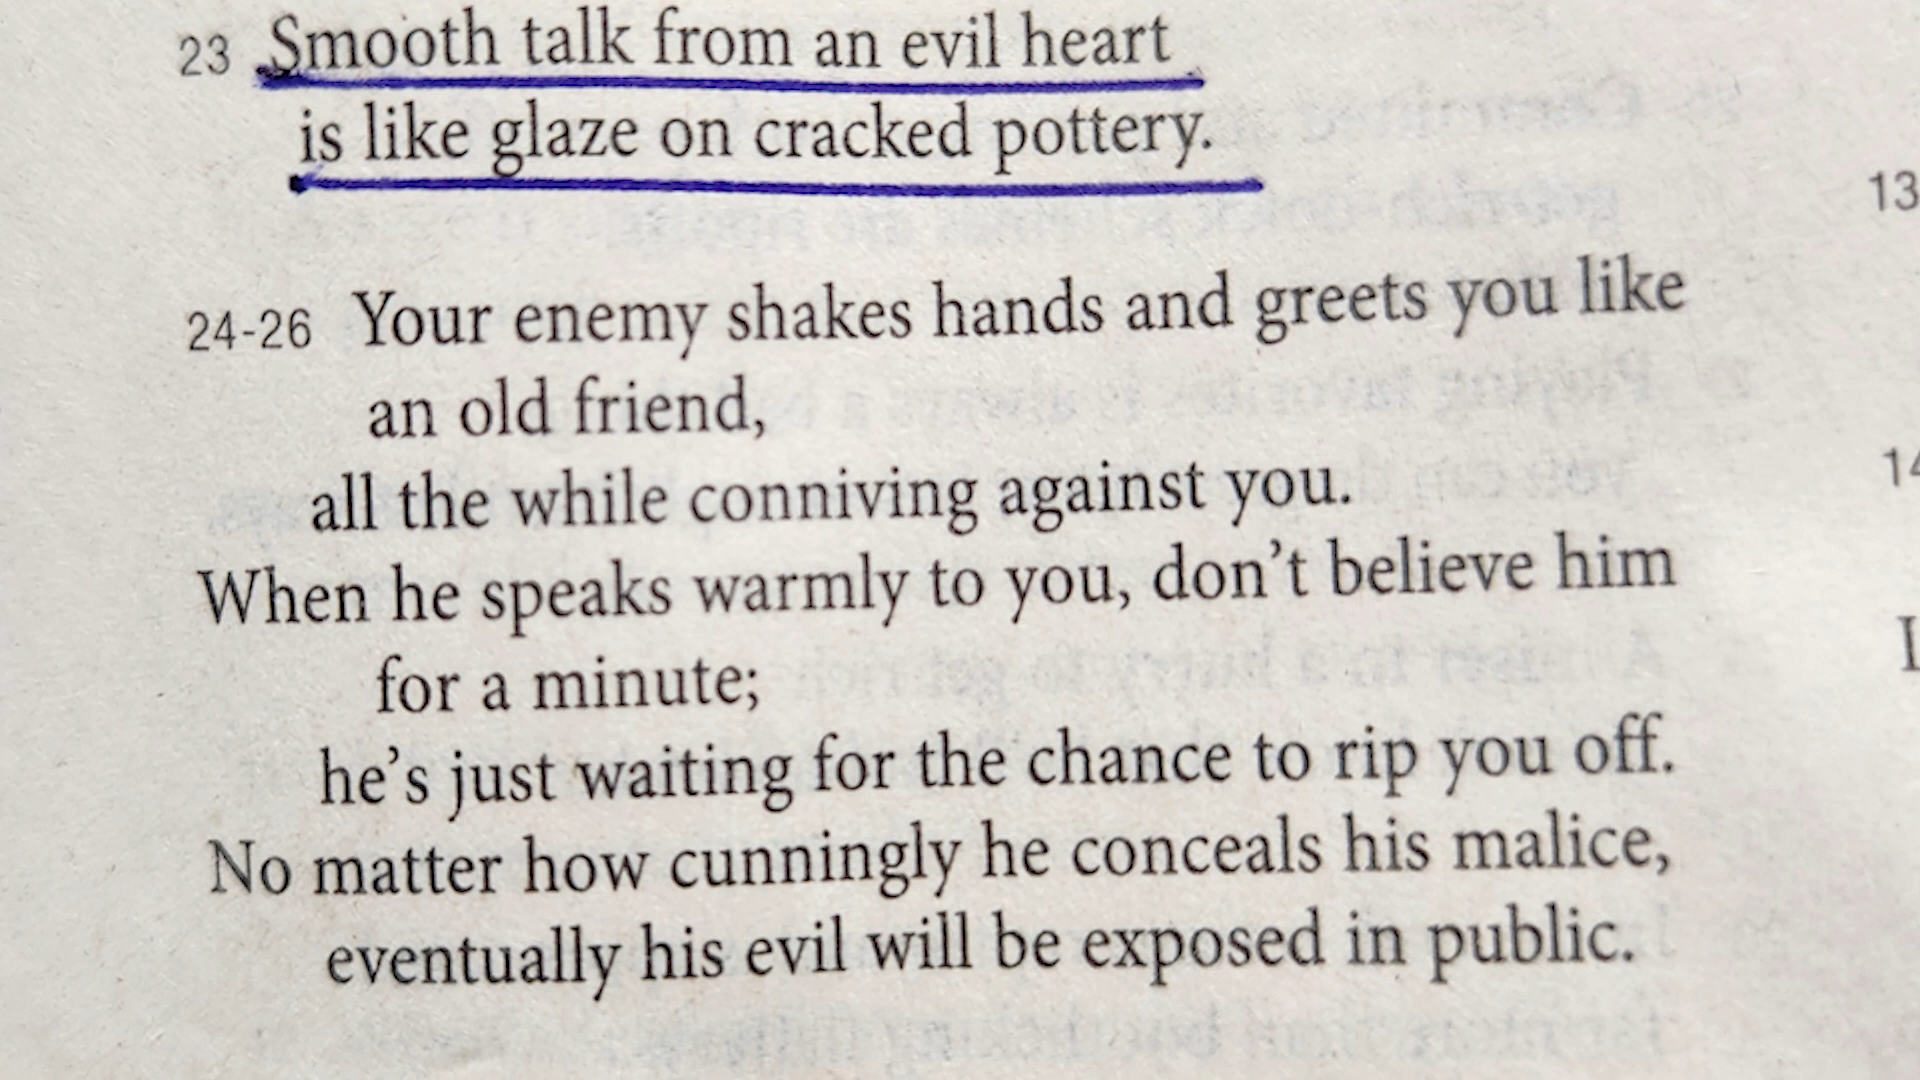 23 Smooth talk from an evil heart
is like glaze on cracked pottery.
24-26 Your enemy shakes hands and greets you like
an old friend,
all the while conniving against you.
When he speaks warmly to you, don't believe him
for a minute;
he's just waiting for the chance to rip you off.
No matter how cunningly he conceals his malice,
eventually his evil will be exposed in public.
13
14